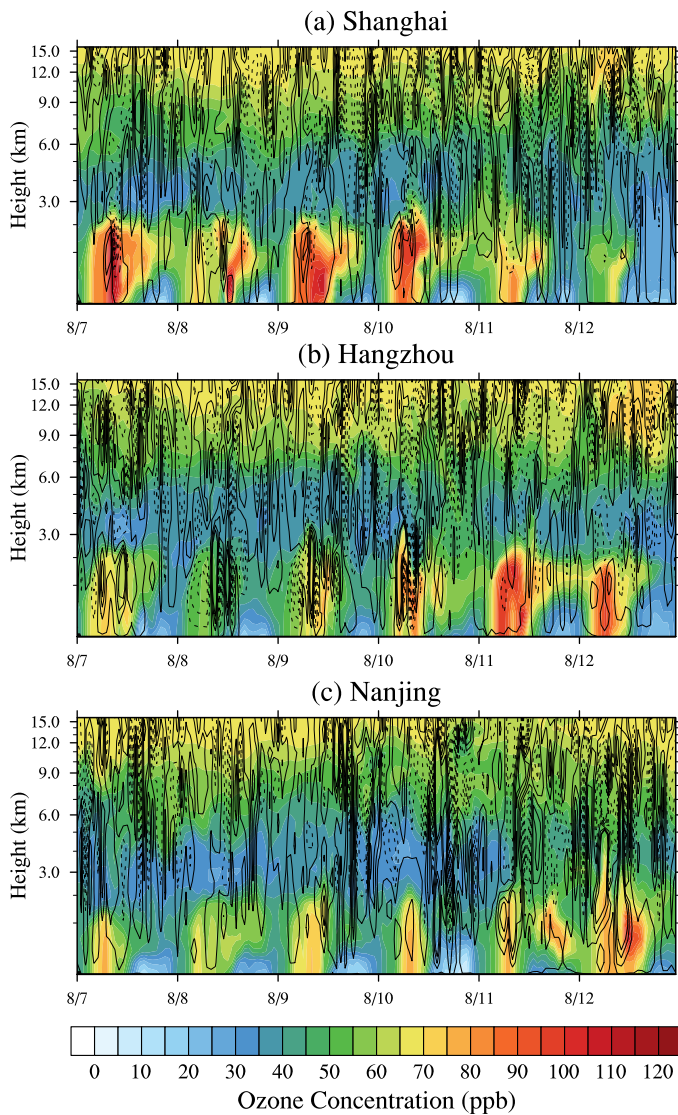 (a) Shanghai
15.0
12.0
9.0
6.0
3.0
Height (km)
8/7 8/8 8/9 8/10 8/11 8/12
(b) Hangzhou
15.0
12.0
9.0
6.0
3.0
Height (km)
8/7 8/8 8/9 8/10 8/11 8/12
(c) Nanjing
15.0
12.0
9.0
6.0
3.0
Height (km)
8/7 8/8 8/9 8/10 8/11 8/12
0 10 20 30 40 50 60 70 80 90 100 110 120
Ozone Concentration (ppb)